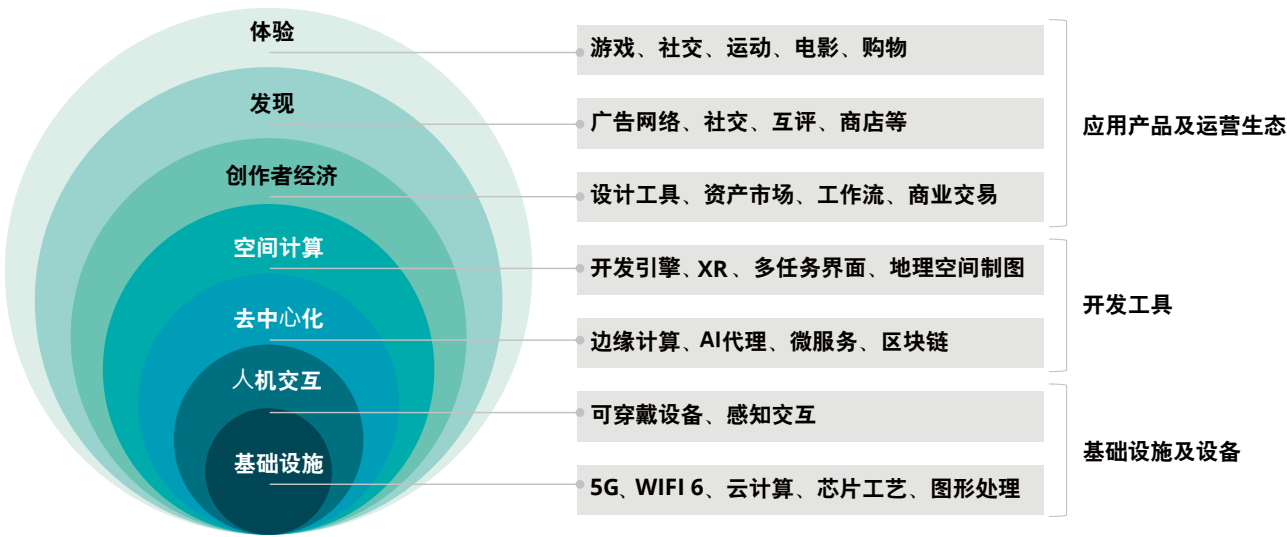 体验
游戏、社交、运动、电影、购物
发现
广告网络、社交、互评、商店等
应用产品及运营生态
创作者经济
设计工具、资产市场、工作流、商业交易
空间计算
开发引擎、XR、多任务界面、地理空间制图
开发工具
去中心化
边缘计算、AI代理、微服务、区块链
人机交互
可穿戴设备、感知交互
基础设施及设备
基础设施
5G、WIFI 6、云计算、芯片工艺、图形处理